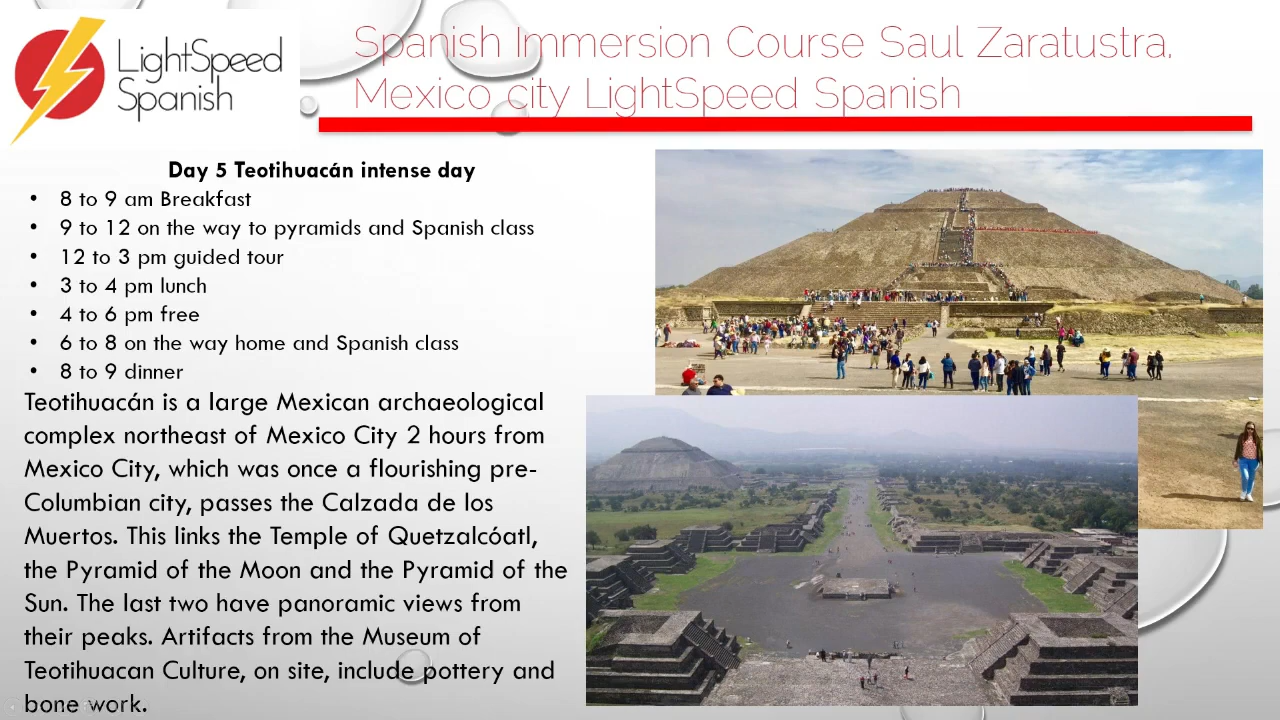 LightSpeed
Spanish
Spanish Immersion Course Saul Zaratustra,
Mexico city LightSpeed Spanish
Day 5 Teotihuacán intense day
• 8 to 9 am Breakfast
• 9 to 12 on the way to pyramids and Spanish class
• 12 to 3 pm guided tour
• 3 to 4 pm lunch
• 4 to 6 pm free
• 6 to 8 on the way home and Spanish class
• 8 to 9 dinner
Teotihuacán is a large Mexican archaeological
complex northeast of Mexico City 2 hours from
Mexico City, which was once a flourishing pre-
Columbian city, passes the Calzada de los
Muertos. This links the Temple of Quetzalcóatl,
the Pyramid of the Moon and the Pyramid of the
Sun. The last two have panoramic views from
their peaks. Artifacts from the Museum of
Teotihuacan Culture, on site, include pottery and
bone work.